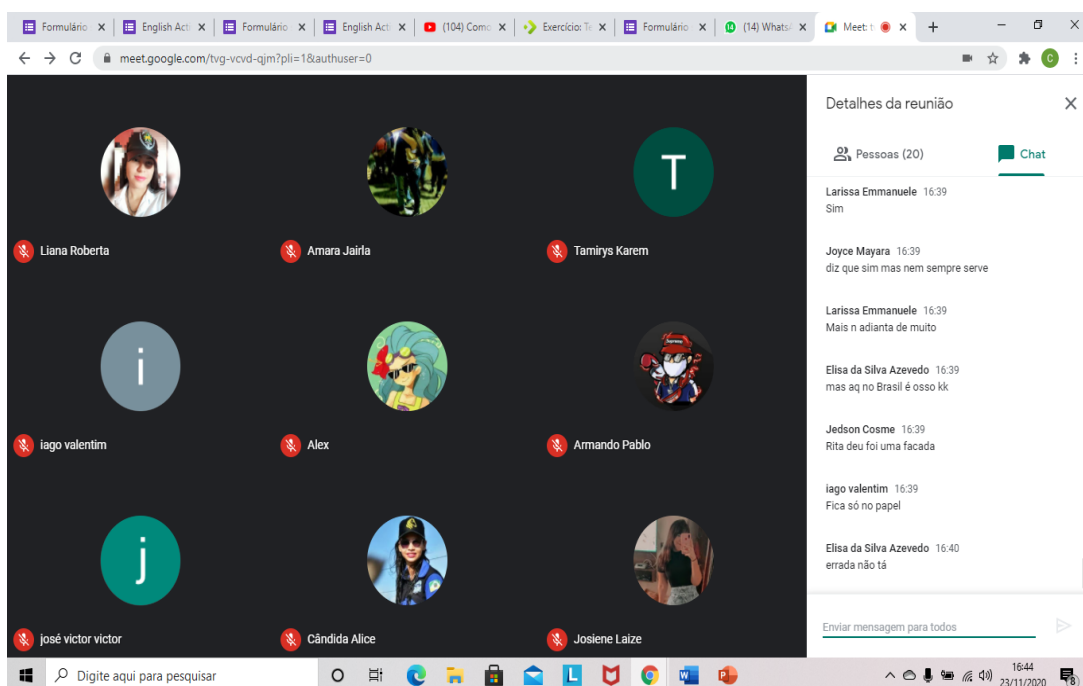 Formulário
English Acti
Formulário
English Acti
(104) Como
Exercício: Te
Formulário
(14) WhatsA
Meet: t
meet.google.com/tvg-vcvd-qjm?pli=1&authuser=0
C
Detalhes da reunião
Pessoas (20)
Chat
T
Liana Roberta
Amara Jairla
Tamirys Karem
i
iago valentim
Alex
Armando Pablo
j
josé victor victor
Cândida Alice
Josiene Laize
Larissa Emmanuele 16:39
Sim
Joyce Mayara 16:39
diz que sim mas nem sempre serve
Larissa Emmanuele 16:39
Mais n adianta de muito
Elisa da Silva Azevedo 16:39
mas aq no Brasil é osso kk
Jedson Cosme 16:39
Rita deu foi uma facada
iago valentim 16:39
Fica só no papel
Elisa da Silva Azevedo 16:40
errada não tá
Enviar mensagem para todos
Digite aqui para pesquisar
16:44
23/11/2020